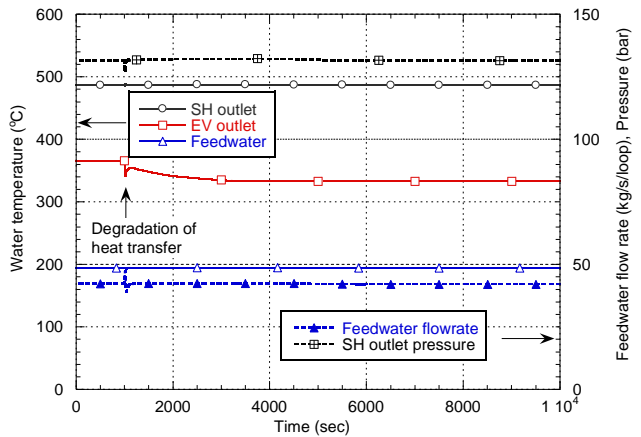 600
500
400
300
200
100
0
Water temperature (ºC)
150
100
50
0
Feedwater flow rate (kg/s/loop), Pressure (bar)
SH outlet
EV outlet
Feedwater
Degradation of
heat transfer
Feedwater flowrate
SH outlet pressure
0 2000 4000 6000 8000 1 10⁴
Time (sec)